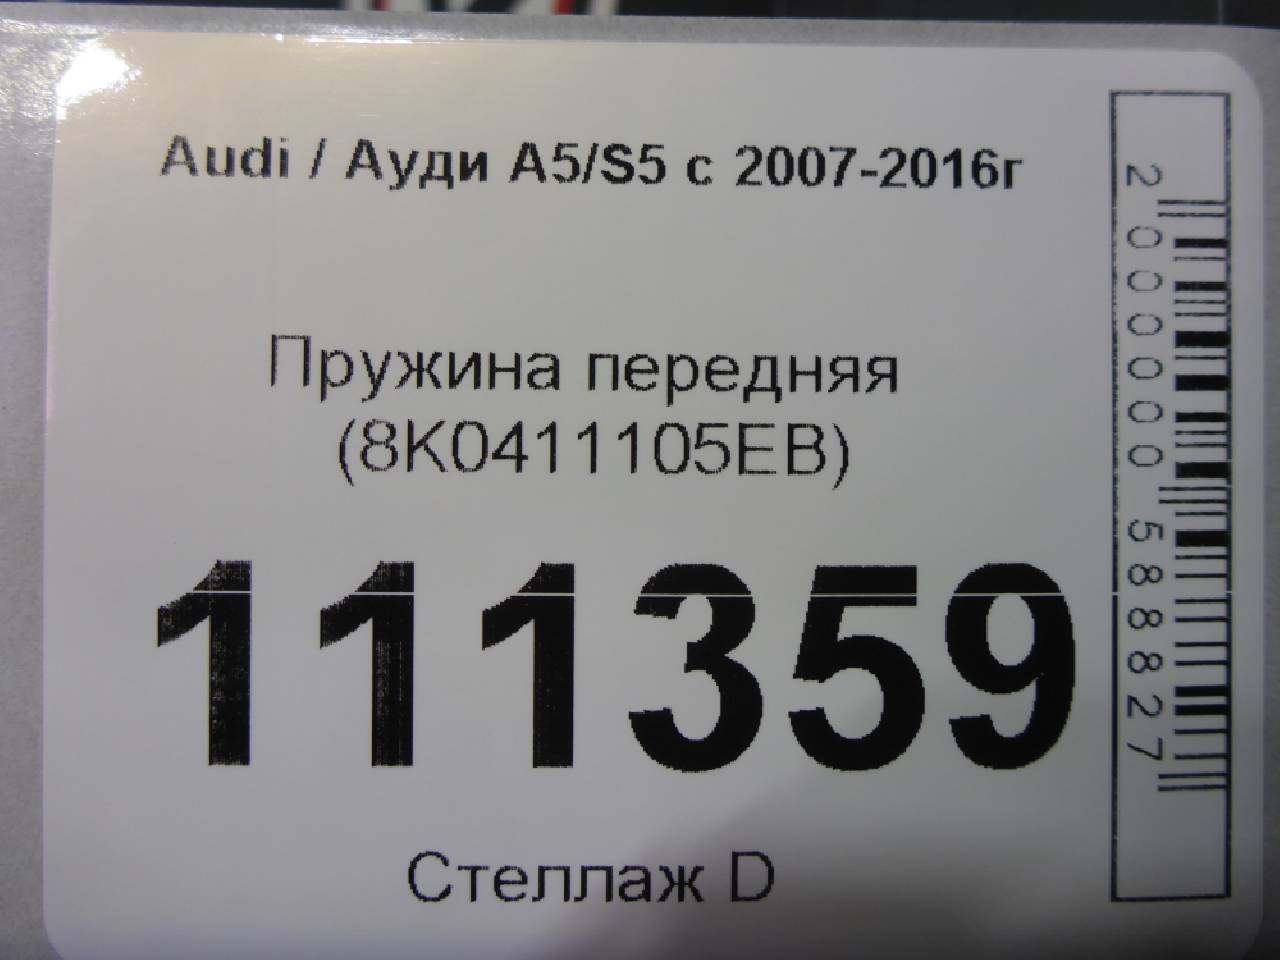 Audi / Ауди A5/S5 с 2007-2016г
Пружина передняя
(8K0411105EB)
111359
Стеллаж D
2000000588827